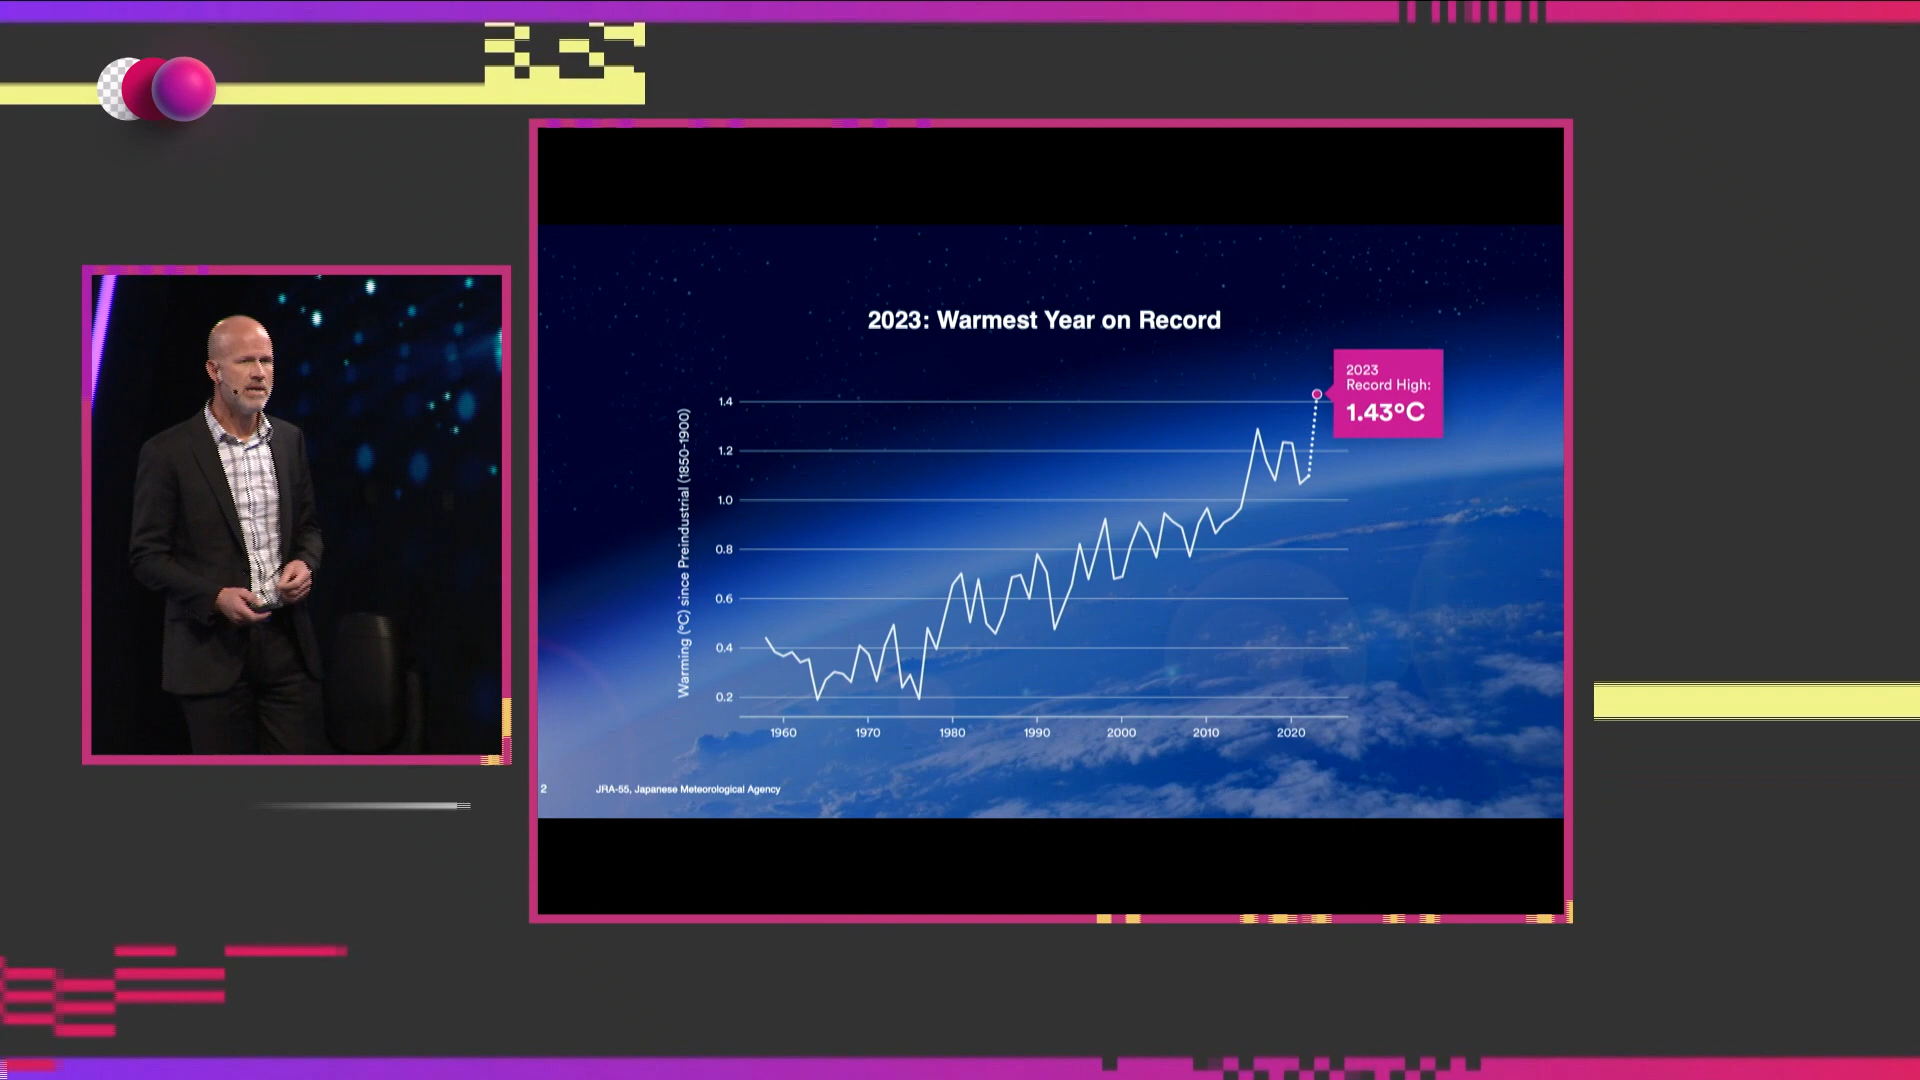 2023: Warmest Year on Record
2023
Record High:
1.43°C
Warming (°C) since Preindustrial (1850-1900)
1.4
1.2
1.0
0.8
0.6
0.4
0.2
1960 1970 1980 1990 2000 2010 2020
2 JRA-55, Japanese Meteorological Agency